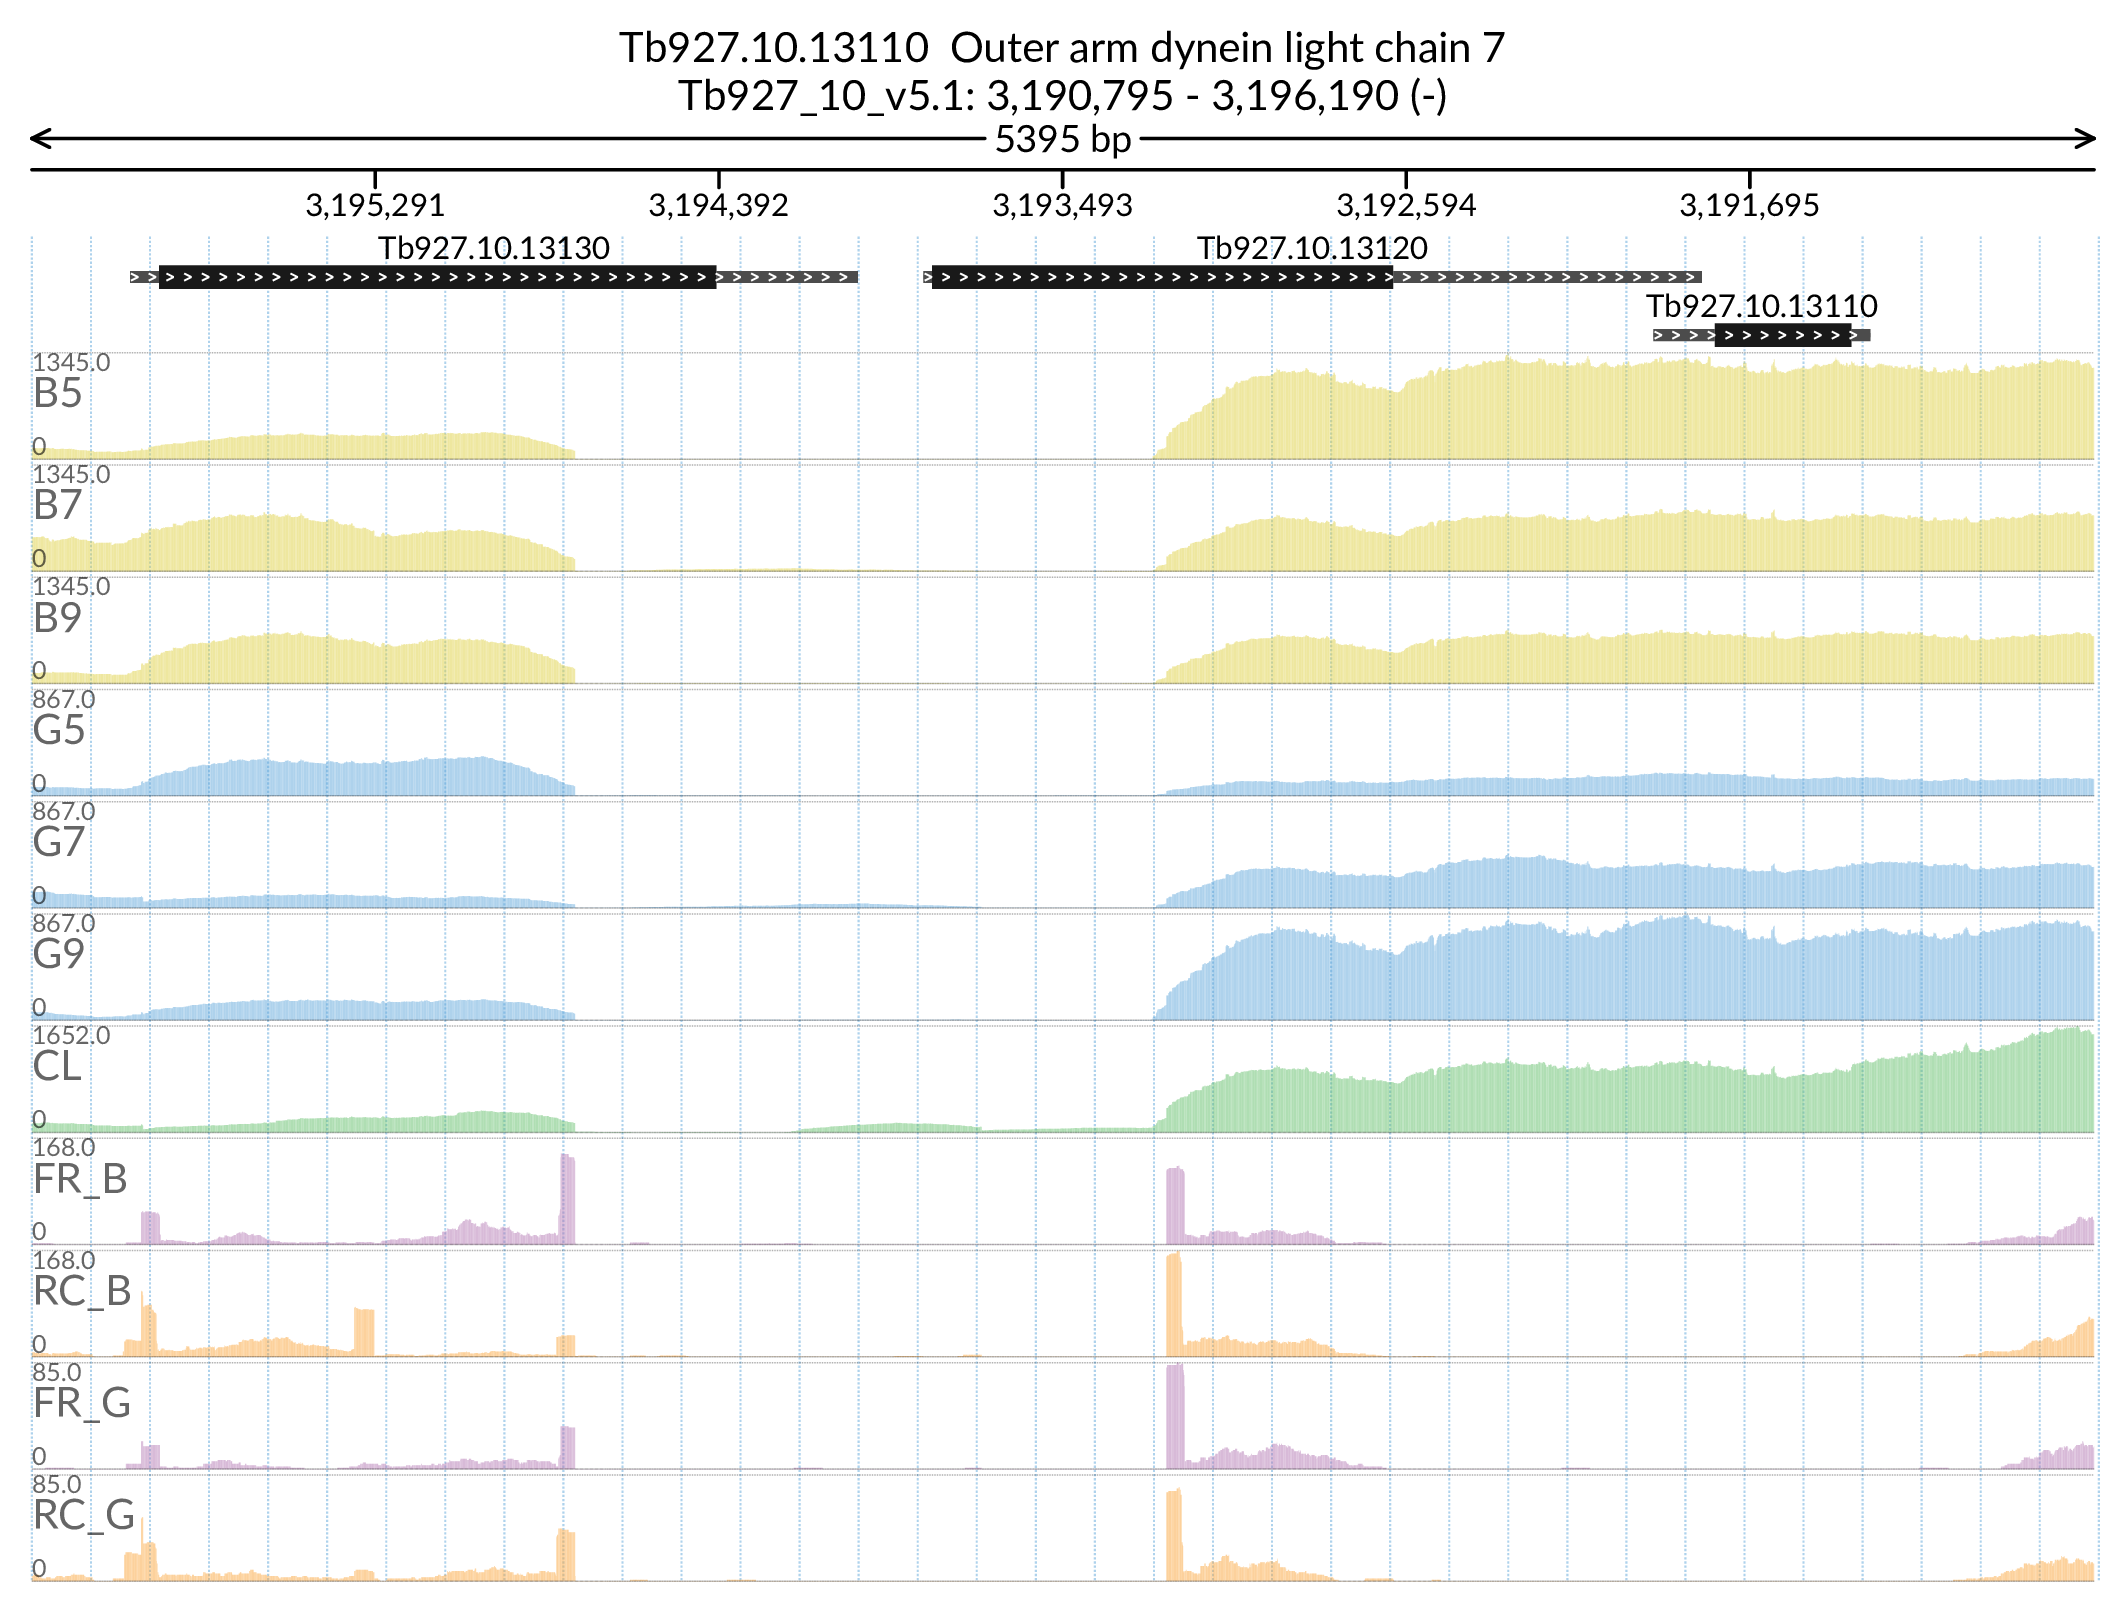 Tb927.10.13110  Outer arm dynein light chain 7
Tb927_10_v5.1: 3,190,795 - 3,196,190 (-)
5395 bp
3,195,291 3,194,392 3,193,493 3,192,594 3,191,695
Tb927.10.13130 Tb927.10.13120
Tb927.10.13110
1345.0
B5
0
1345.0
B7
0
1345.0
B9
0
867.0
G5
0
867.0
G7
0
867.0
G9
0
1652.0
CL
0
168.0
FR_B
0
168.0
RC_B
0
85.0
FR_G
0
85.0
RC_G
0